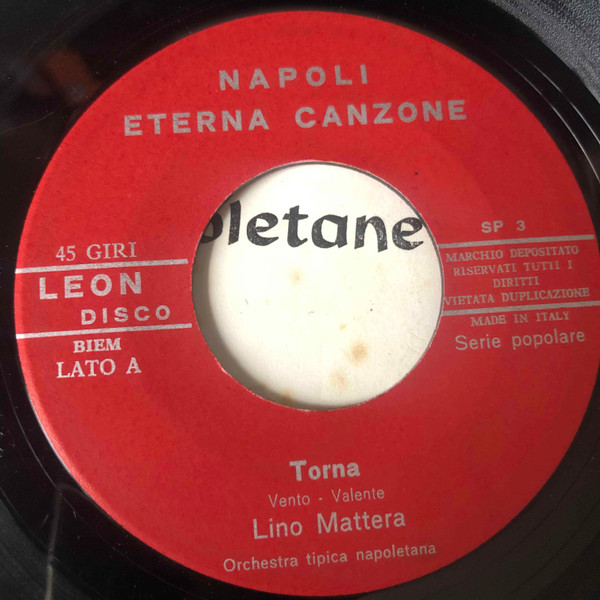 NAPOLI
ETERNA CANZONE
45 GIRI
LEON
DISCO
BIEM
LATO A
oletane
SP 3
MARCHIO DEPOSITATO
RISERVATI TUTTI I
DIRITTI
VIETATA DUPLICAZIONE
MADE IN ITALY
Serie popolare
Torna
Vento - Valente
Lino Mattera
Orchestra tipica napoletana